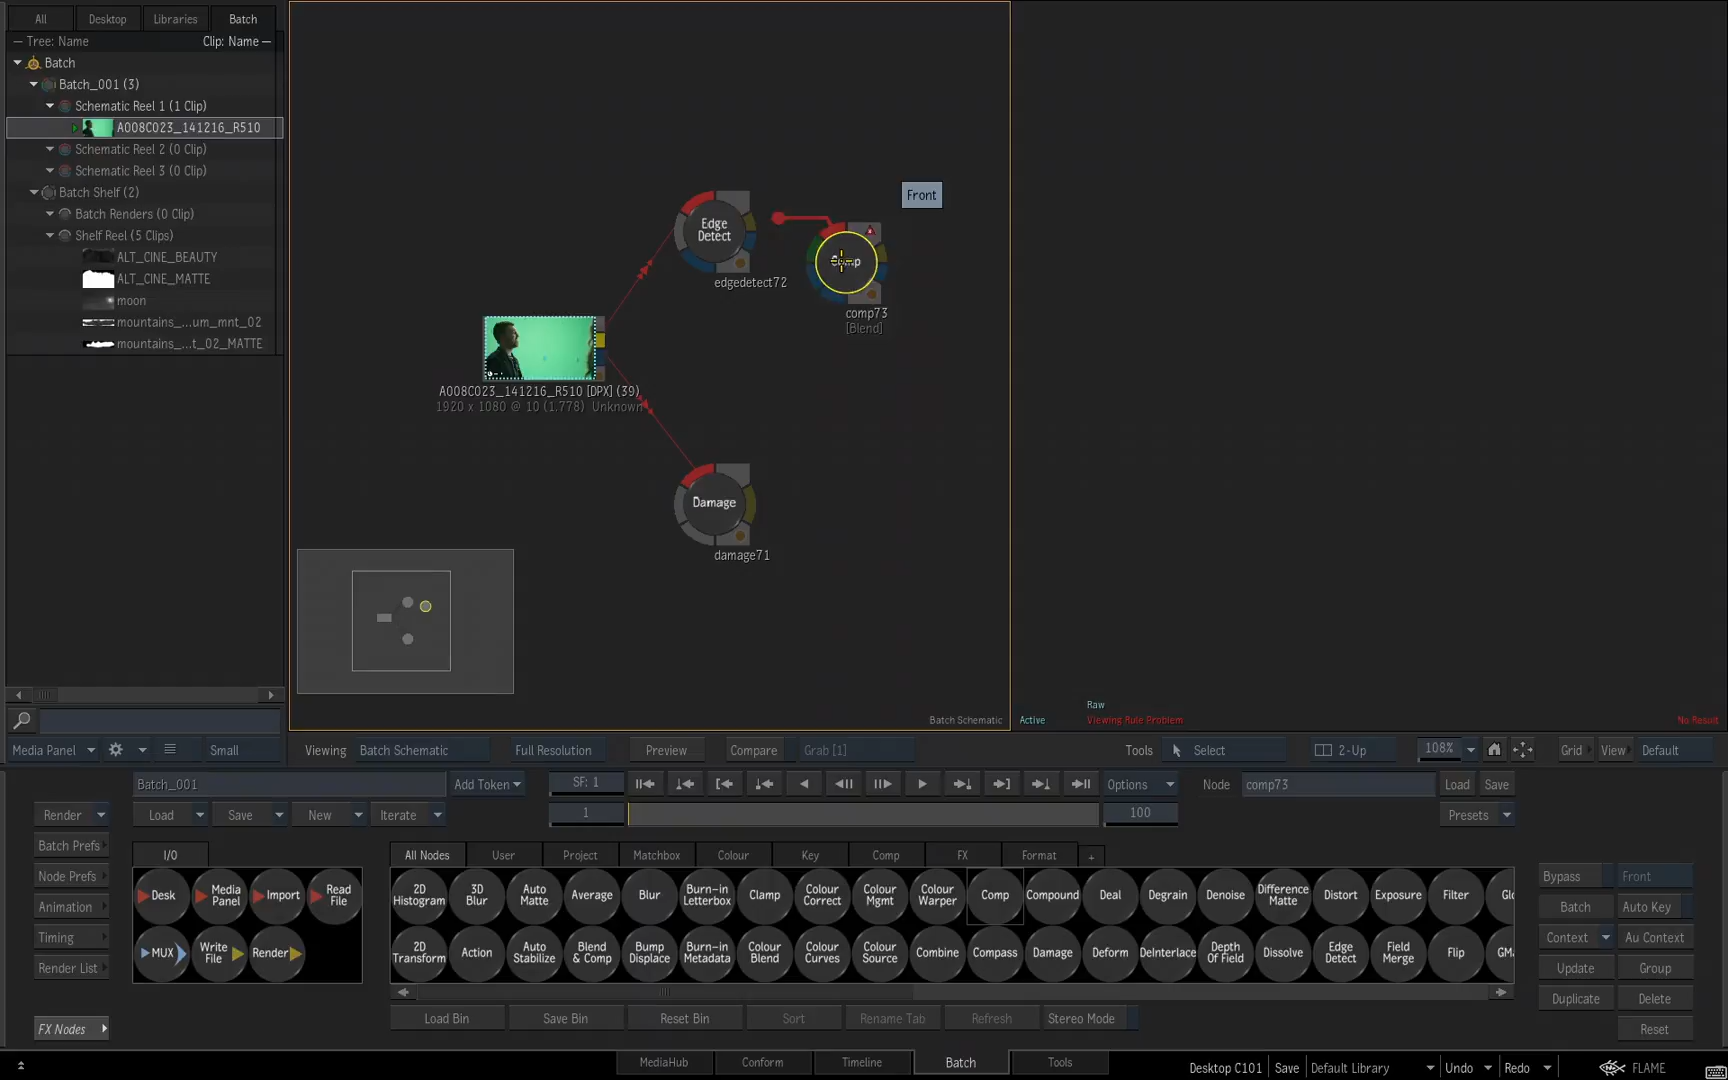 All Desktop Libraries Batch
Tree: Name Clip: Name
Batch
Batch_001 (3)
Schematic Reel 1 (1 Clip)
A008C023_141216_R510
Schematic Reel 2 (0 Clip)
Schematic Reel 3 (0 Clip)
Batch Shelf (2)
Batch Renders (0 Clip)
Shelf Reel (5 Clips)
ALT_CINE_BEAUTY
ALT_CINE_MATTE
moon
mountains_...um_mnt_02
mountains_...t_02_MATTE
Front
Edge
Detect
edgedetect72
Comp
comp73
[Blend]
A008C023_141216_R510 [DPX] (39)
1920 x 1080 @ 10 (1.778) Unknown
Damage
damage71
Batch Schematic
Raw
Active Viewing Rule Problem No Result
Media Panel Small Viewing Batch Schematic Full Resolution Preview Compare Grab [1] Tools Select 2-Up 108% Grid View Default
Batch_001 Add Token SF: 1 Options Node comp73 Load Save
Render Load Save New Iterate 1 100 Presets
Batch Prefs I/O All Nodes User Project Matchbox Colour Key Comp FX Format +
Node Prefs
Animation
Timing
Render List
FX Nodes
Desk
Media
Panel
Import
Read
File
MUX
Write
File
Render
2D
Histogram
3D
Blur
Auto
Matte
Average
Blur
Burn-in
Letterbox
Clamp
Colour
Correct
Colour
Mgmt
Colour
Warper
Comp
Compound
Deal
Degrain
Denoise
Difference
Matte
Distort
Exposure
Filter
2D
Transform
Action
Auto
Stabilize
Blend
& Comp
Bump
Displace
Burn-in
Metadata
Colour
Blend
Colour
Curves
Colour
Source
Combine
Compass
Damage
Deform
DeInterlace
Depth
Of Field
Dissolve
Edge
Detect
Field
Merge
Flip
Load Bin Save Bin Reset Bin Sort Rename Tab Refresh Stereo Mode
Bypass Front
Batch Auto Key
Context Au Context
Update Group
Duplicate Delete
Reset
MediaHub Conform Timeline Batch Tools Desktop C101 Save Default Library Undo Redo FLAME